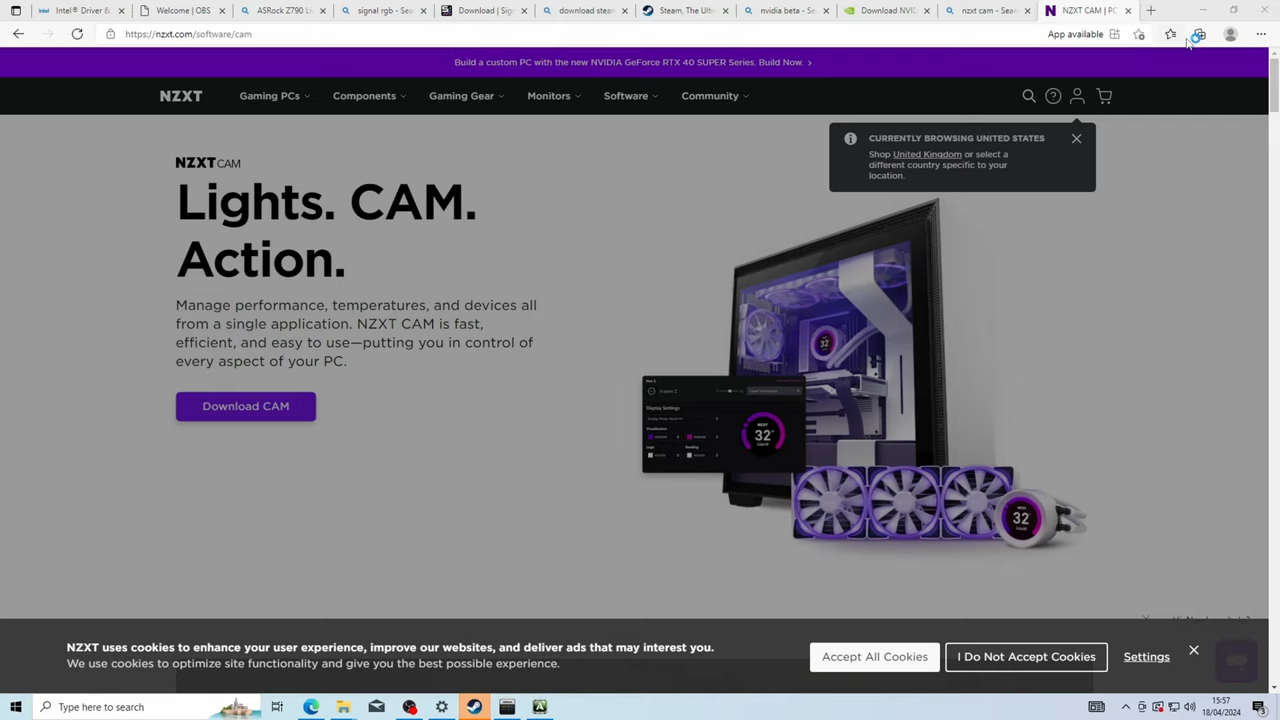 Intel® Driver &
Welcome | OBS
ASRock Z790 Li
signal rgb - Sea
Download | Sig
download stea
Steam, The Ulti
nvidia beta - Se
Download NVI
nzxt cam - Sear
NZXT CAM | PC
https://nzxt.com/software/cam
App available
Build a custom PC with the new NVIDIA GeForce RTX 40 SUPER Series. Build Now.
NZXT
Gaming PCs
Components
Gaming Gear
Monitors
Software
Community
CURRENTLY BROWSING UNITED STATES
Shop United Kingdom or select a
different country specific to your
location.
NZXT CAM
Lights. CAM.
Action.
Manage performance, temperatures, and devices all
from a single application. NZXT CAM is fast,
efficient, and easy to use—putting you in control of
every aspect of your PC.
Download CAM
32°
Display Settings
NZXT
32°
Liquid
32
NZXT uses cookies to enhance your user experience, improve our websites, and deliver ads that may interest you.
We use cookies to optimize site functionality and give you the best possible experience.
Accept All Cookies
I Do Not Accept Cookies
Settings
Type here to search
15:57
18/04/2024
3